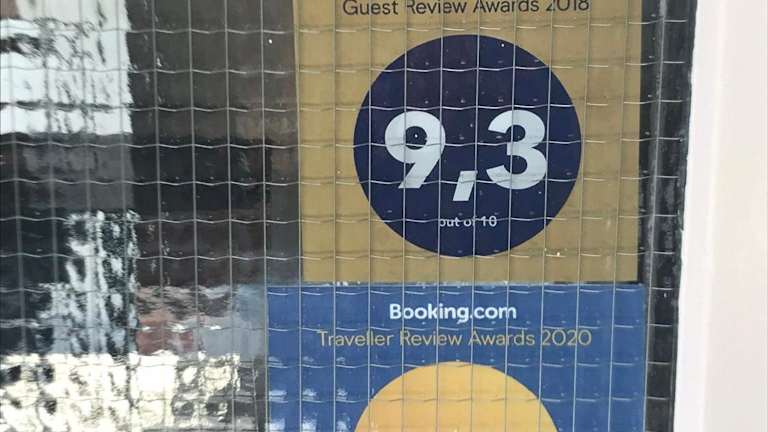 Guest Review Awards 2018
9,3
out of 10
Booking.com
Traveller Review Awards 2020